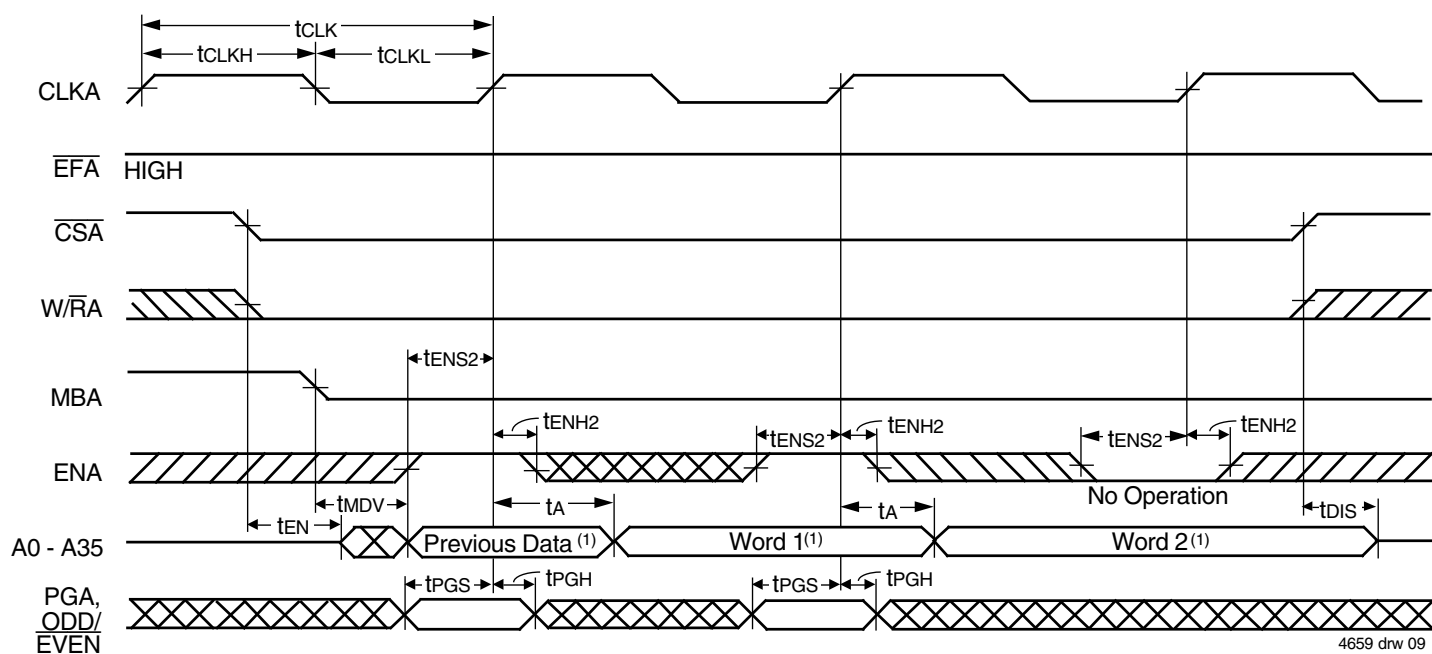 tCLK
tCLKH
tCLKL
CLKA
EFA
HIGH
CSA
W/RA
tENS2
MBA
tENH2
tENS2
tENH2
tENS2
tENH2
ENA
No Operation
tMDV
tA
tA
tEN
tDIS
A0 - A35
Previous Data (1)
Word 1(1)
Word 2(1)
tPGS
tPGH
tPGS
tPGH
PGA,
ODD/
EVEN
4659 drw 09